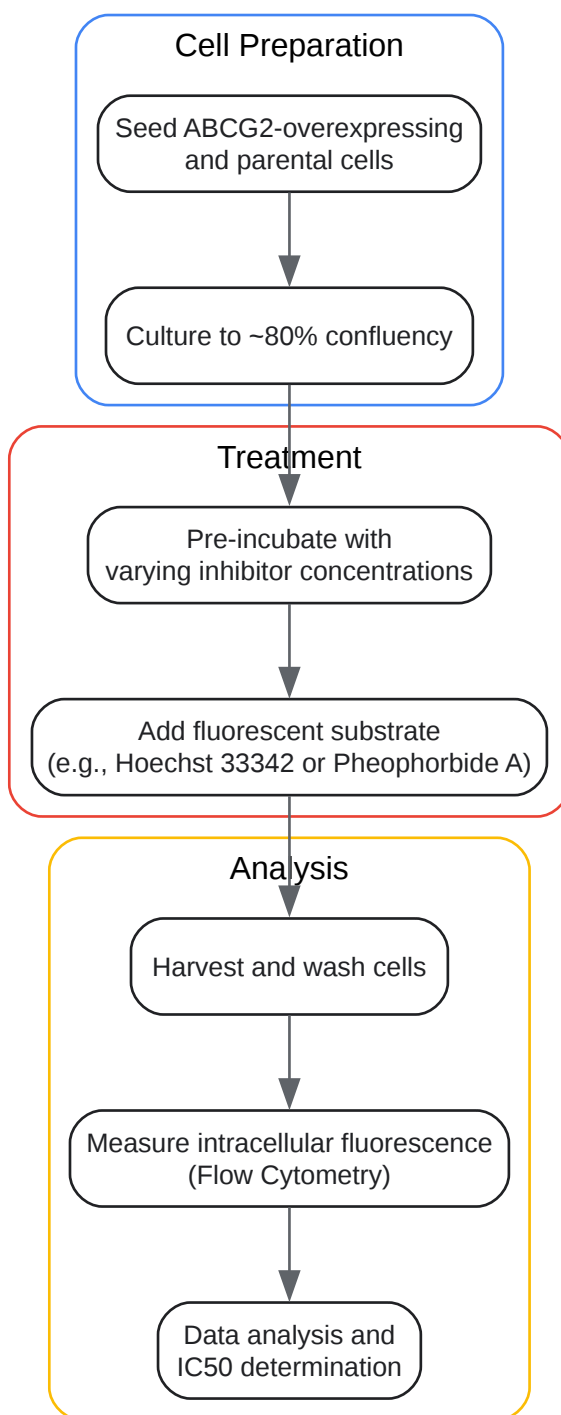 Cell Preparation
Seed ABCG2-overexpressing
and parental cells
Culture to ~80% confluency
Treatment
Pre-incubate with
varying inhibitor concentrations
Add fluorescent substrate
(e.g., Hoechst 33342 or Pheophorbide A)
Analysis
Harvest and wash cells
Measure intracellular fluorescence
(Flow Cytometry)
Data analysis and
IC50 determination